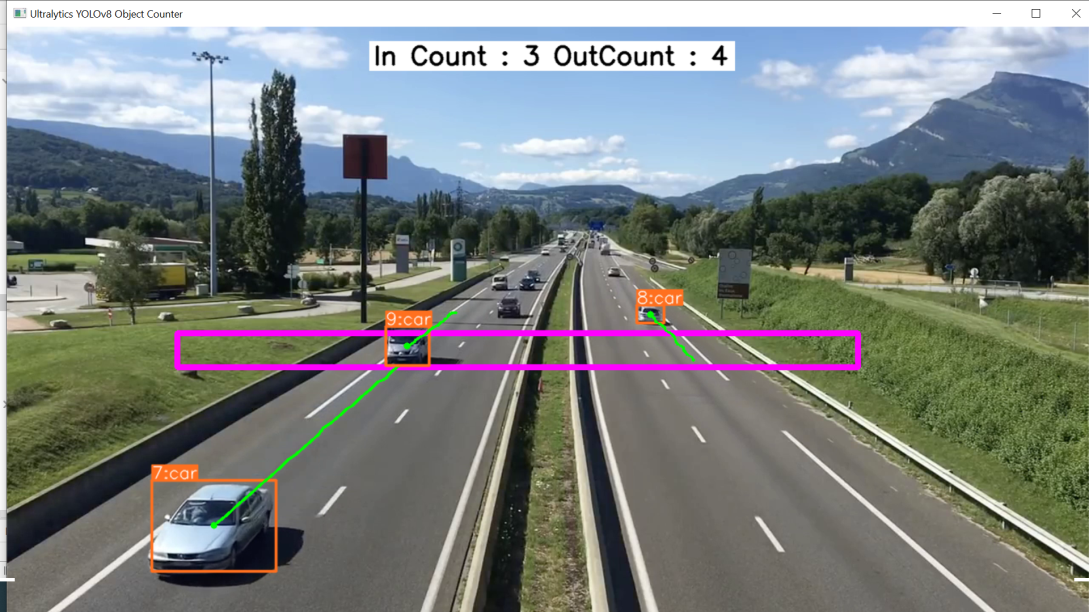 Ultralytics YOLOv8 Object Counter
In Count : 3 OutCount : 4
8:car
9:car
7:car